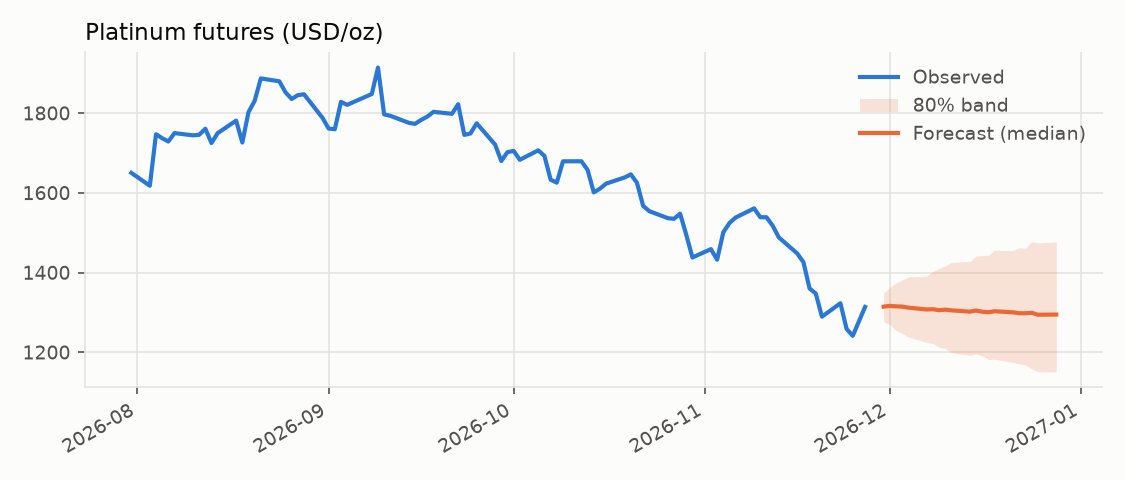 Platinum futures (USD/oz)
Observed
80% band
Forecast (median)
1800
1600
1400
1200
2026-08
2026-09
2026-10
2026-11
2026-12
2027-01